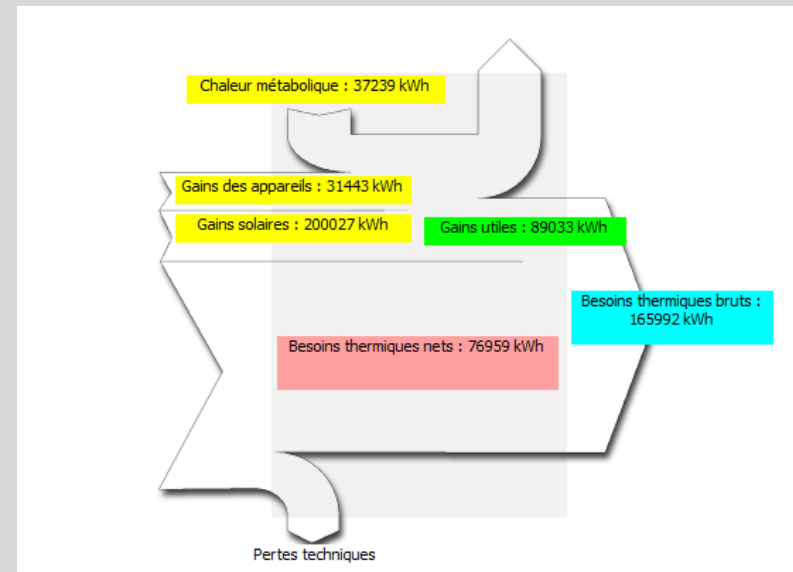 Chaleur métabolique : 37239 kWh
Gains des appareils : 31443 kWh
Gains solaires : 200027 kWh
Gains utiles : 89033 kWh
Besoins thermiques bruts :
165992 kWh
Besoins thermiques nets : 76959 kWh
Pertes techniques